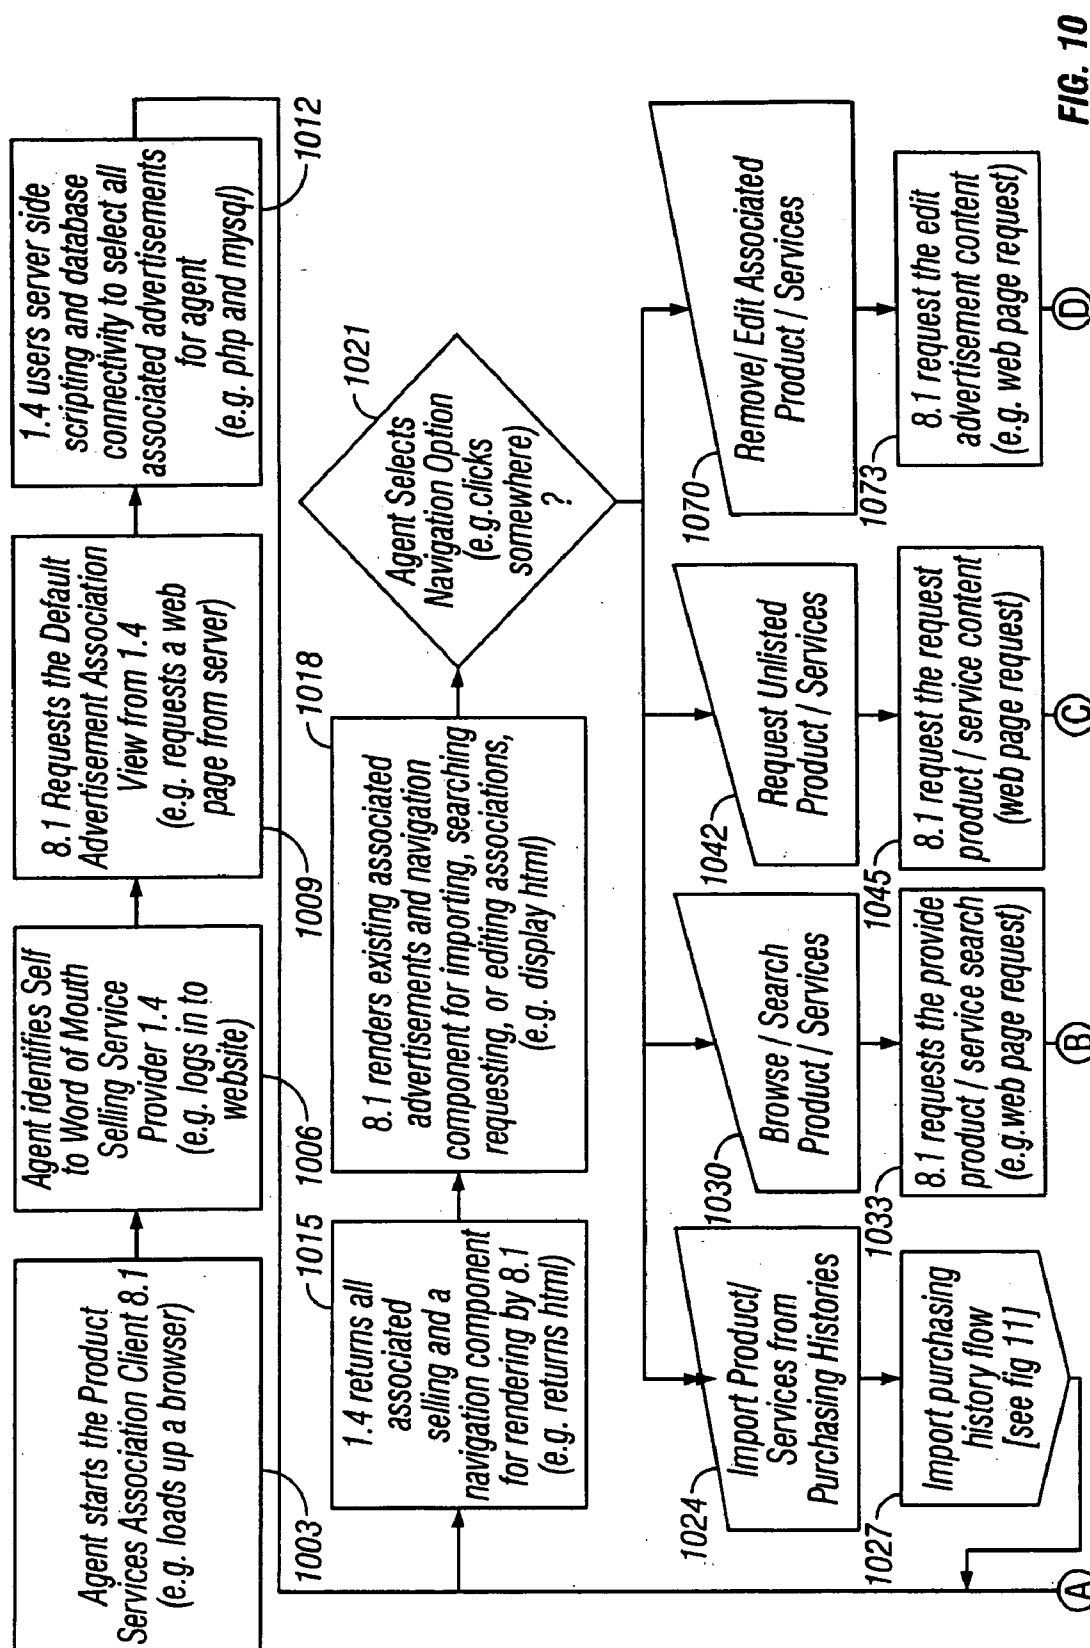 Agent starts the Product
Services Association Client 8.1
(e.g. loads up a browser)
1003
Agent identifies Self
to Word of Mouth
Selling Service
Provider 1.4
(e.g. logs in to
website)
1006
8.1 Requests the Default
Advertisement Association
View from 1.4
(e.g. requests a web
page from server)
1009
1.4 users server side
scripting and database
connectivity to select all
associated advertisements
for agent
(e.g. php and mysql)
1012
1015
1.4 returns all
associated
selling and a
navigation component
for rendering by 8.1
(e.g. returns html)
1018
8.1 renders existing associated
advertisements and navigation
component for importing, searching
requesting, or editing associations,
(e.g. display html)
1021
Agent Selects
Navigation Option
(e.g.clicks
somewhere)
?
1024
Import Product/
Services from
Purchasing Histories
1030
Browse / Search
Product / Services
1042
Request Unlisted
Product / Services
1070
Remove/ Edit Associated
Product / Services
1027
Import purchasing
history flow
[see fig 11]
1033
8.1 requests the provide
product / service search
(e.g.web page request)
1045
8.1 request the request
product / service content
(web page request)
1073
8.1 request the edit
advertisement content
(e.g. web page request)
A
B
C
D
FIG. 10